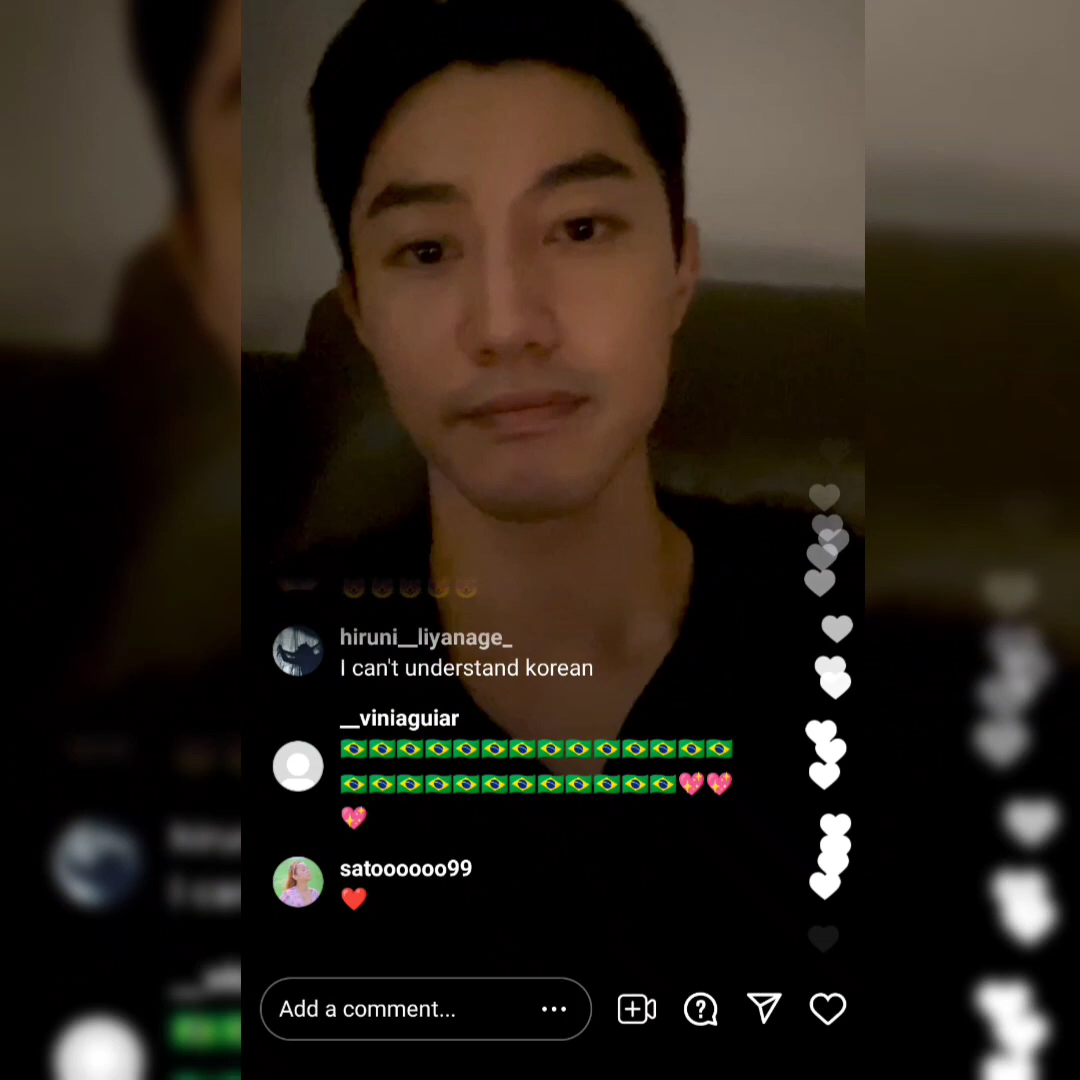 hiruni__liyanage_
I can't understand korean
__viniaguiar
🇧🇷🇧🇷🇧🇷🇧🇷🇧🇷🇧🇷🇧🇷🇧🇷🇧🇷🇧🇷🇧🇷🇧🇷🇧🇷🇧🇷
🇧🇷🇧🇷🇧🇷🇧🇷🇧🇷🇧🇷🇧🇷🇧🇷🇧🇷🇧🇷🇧🇷🇧🇷💖💖
💖
satoooooo99
❤️
Add a comment...